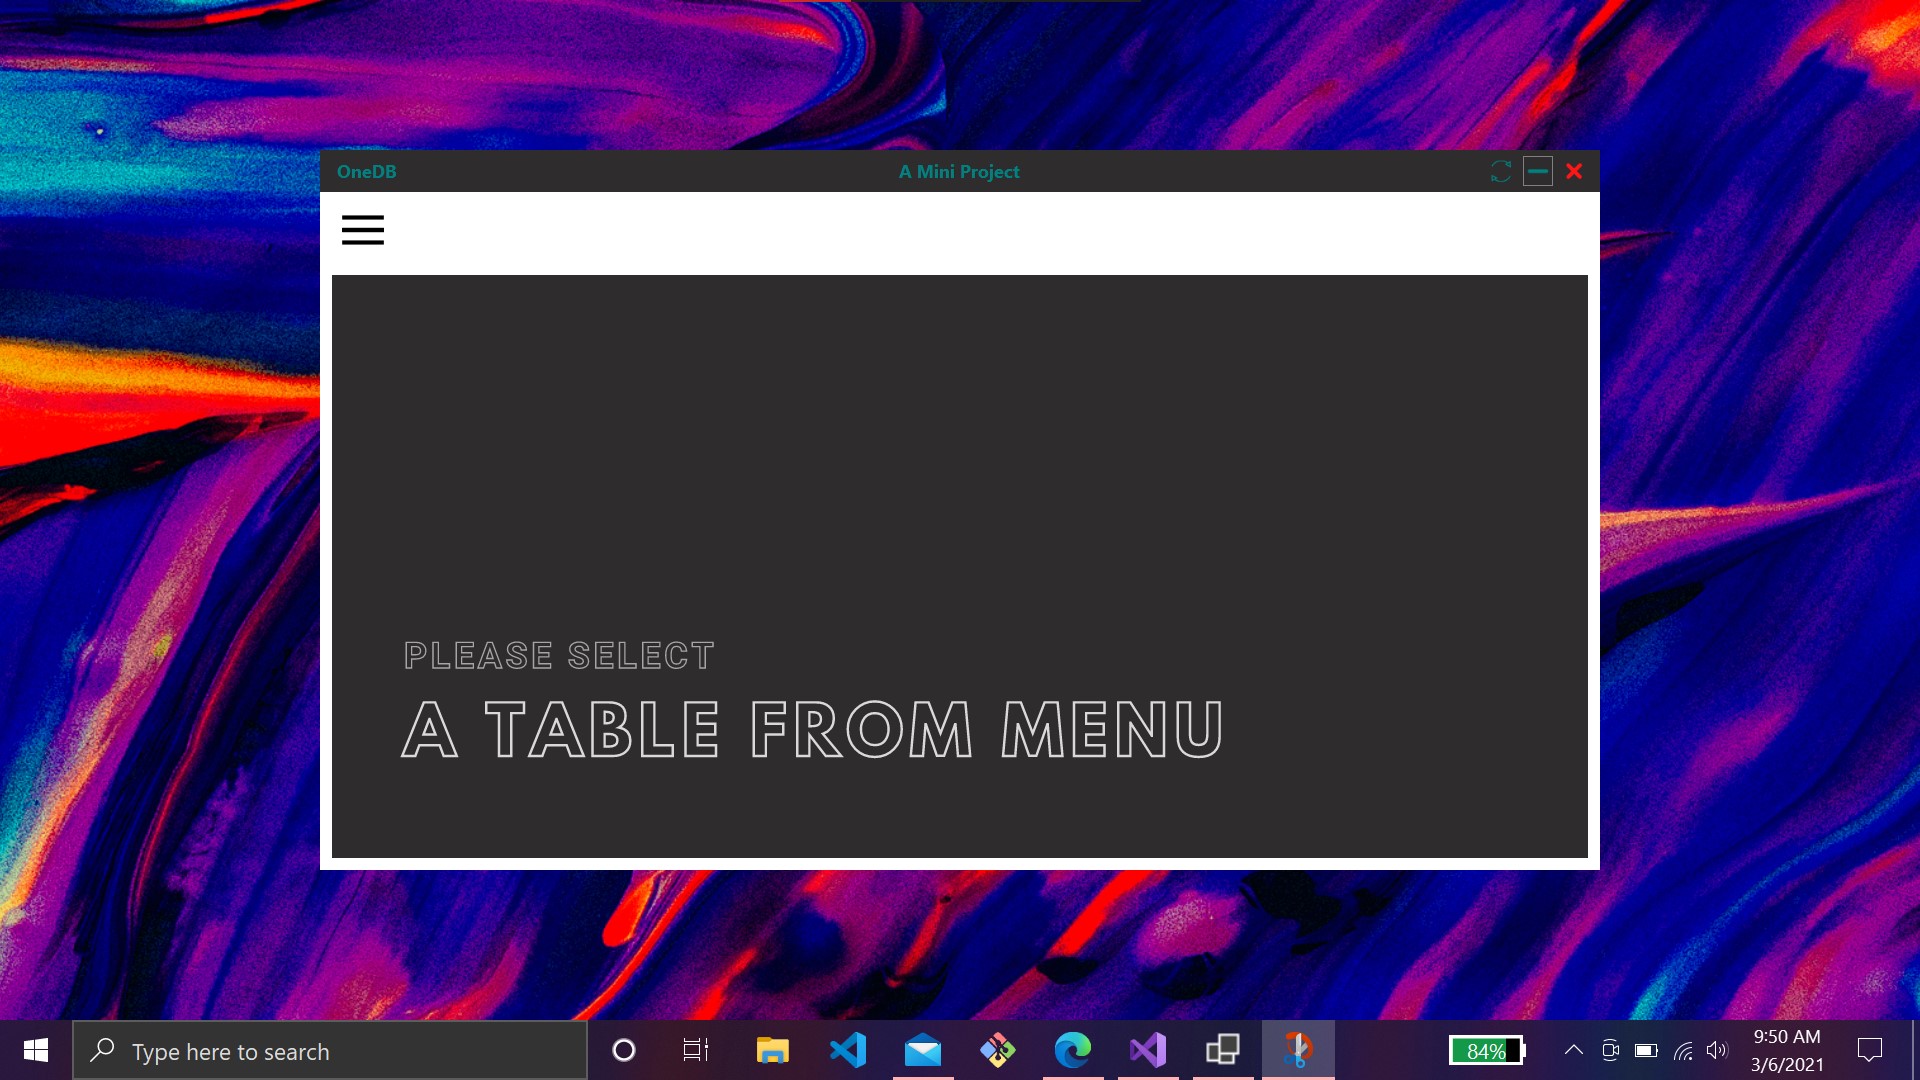 OneDB
A Mini Project
PLEASE SELECT
A TABLE FROM MENU
Type here to search
84%
9:50 AM
3/6/2021